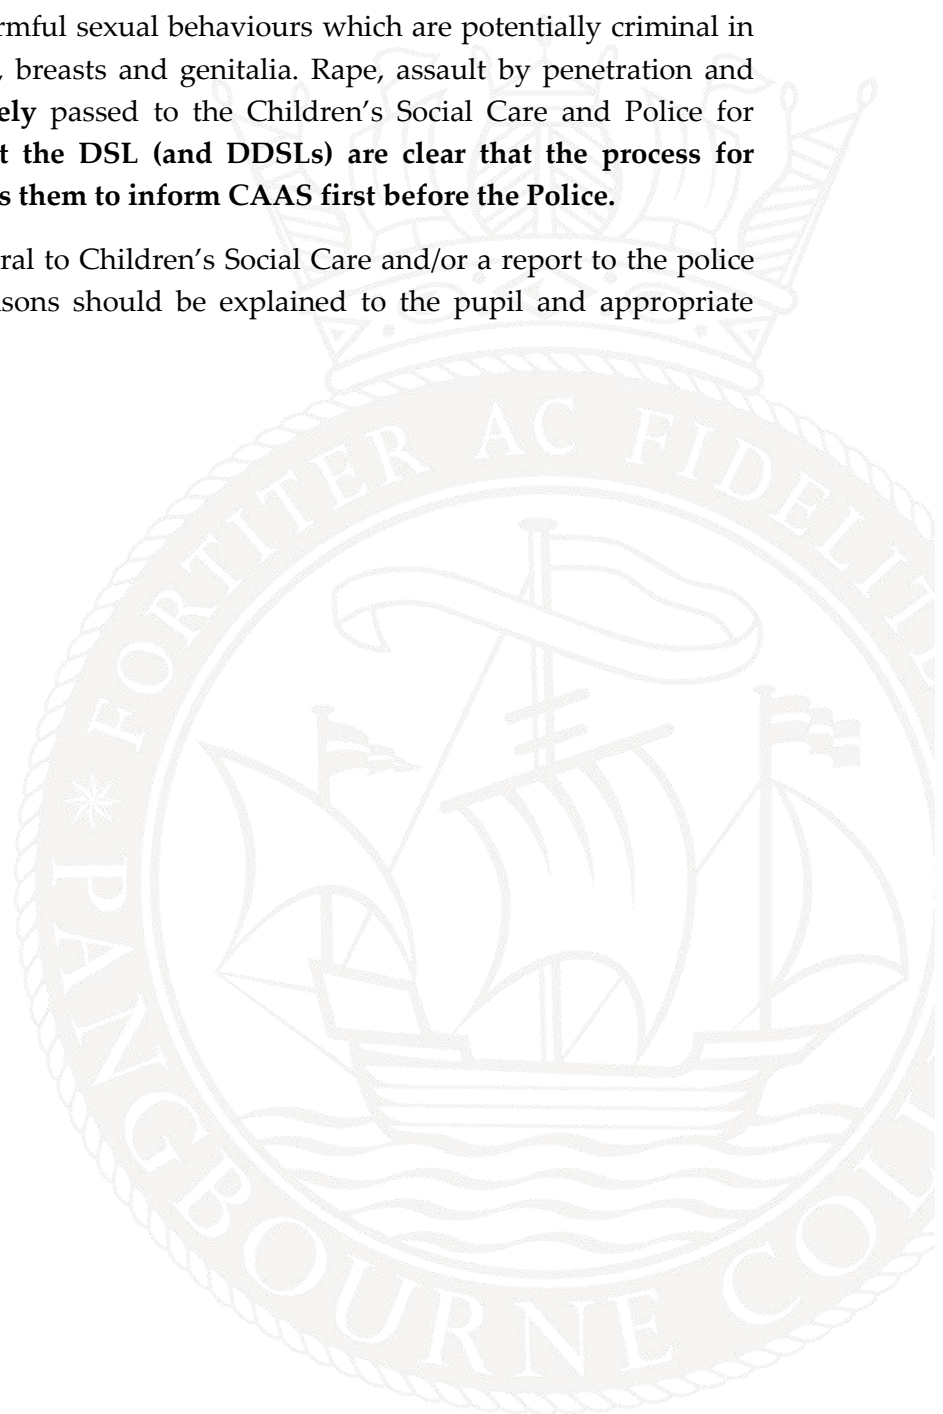 rmful sexual behaviours which are potentially criminal in
, breasts and genitalia. Rape, assault by penetration and
ely passed to the Children’s Social Care and Police for
t the DSL (and DDSLs) are clear that the process for
s them to inform CAAS first before the Police.
ral to Children’s Social Care and/or a report to the police
sons should be explained to the pupil and appropriate
FORTITER AC FIDELITE
PANGBOURNE COLL